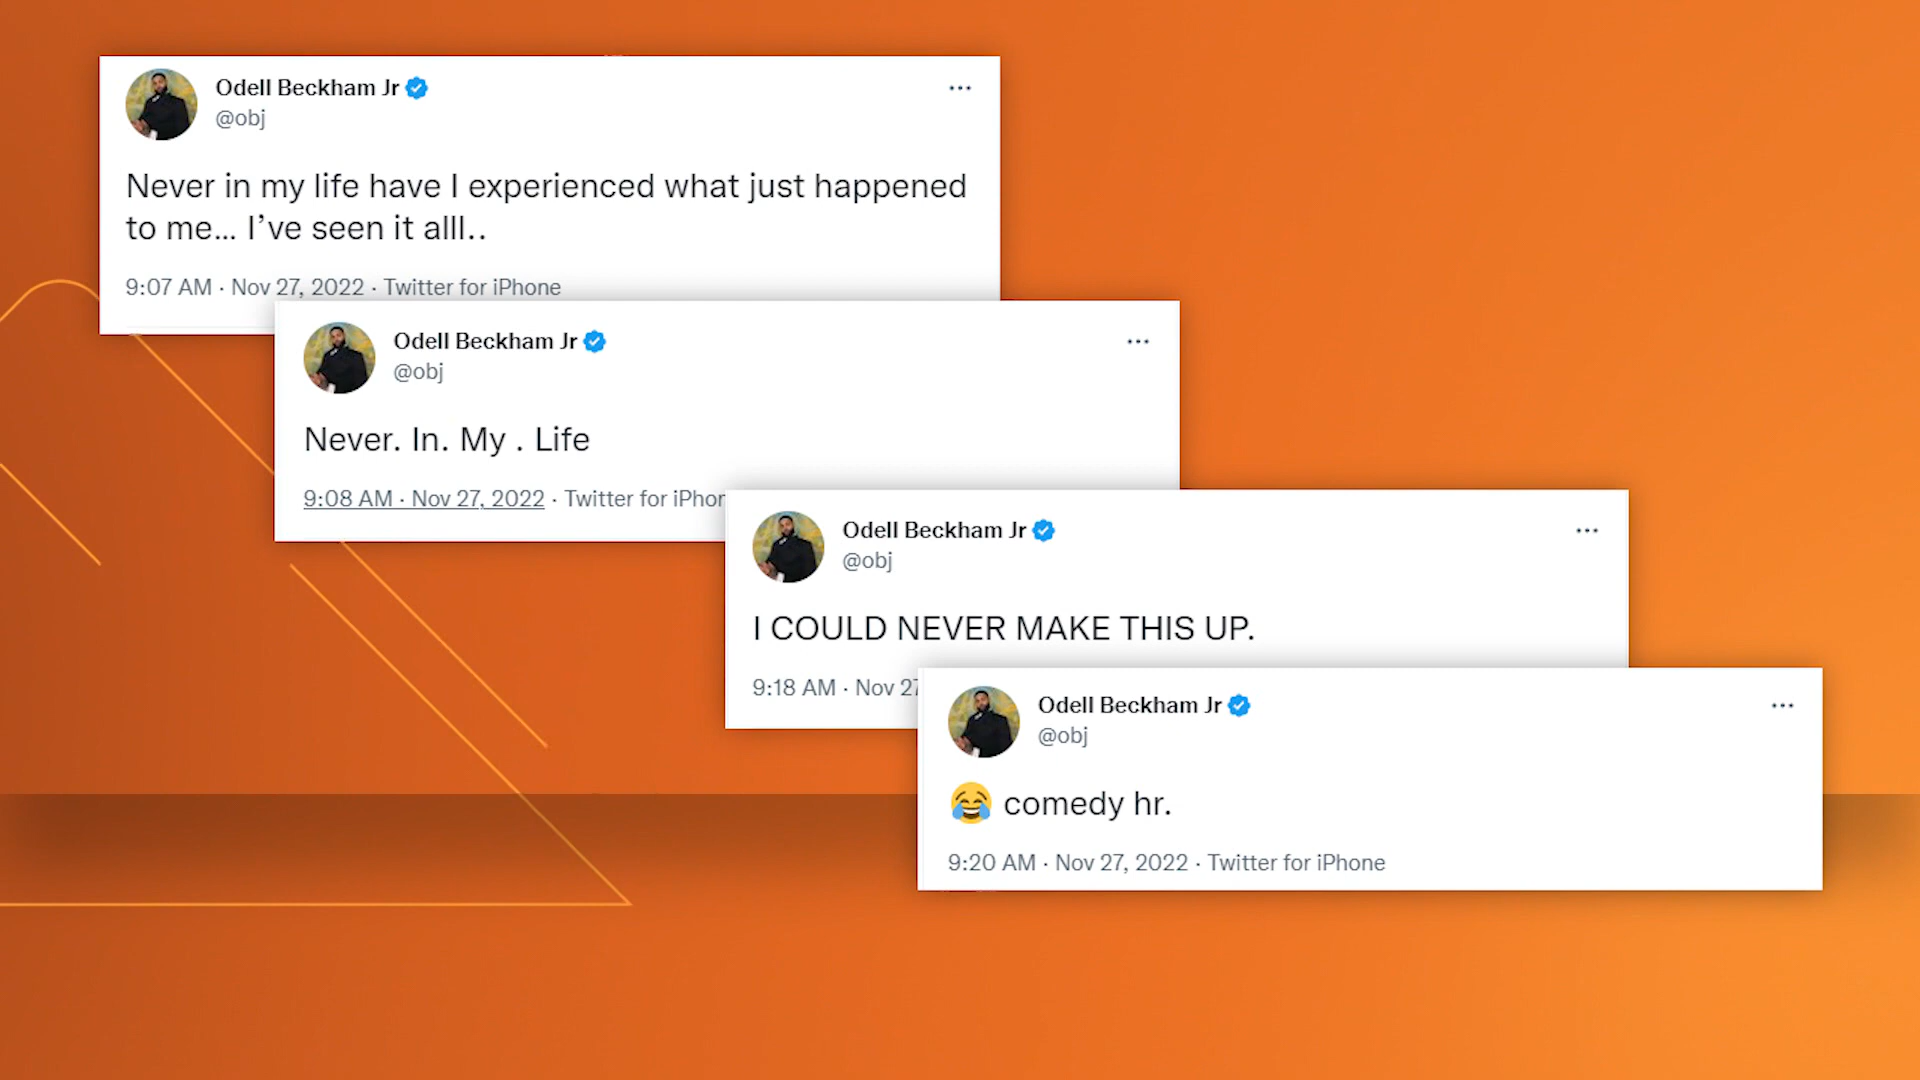 Odell Beckham Jr
@obj
Never in my life have I experienced what just happened
to me... I've seen it alll..
9:07 AM · Nov 27, 2022 · Twitter for iPhone
Odell Beckham Jr
@obj
Never. In. My . Life
9:08 AM · Nov 27, 2022 · Twitter for iPhon
Odell Beckham Jr
@obj
I COULD NEVER MAKE THIS UP.
9:18 AM · Nov 27
Odell Beckham Jr
@obj
😂 comedy hr.
9:20 AM · Nov 27, 2022 · Twitter for iPhone